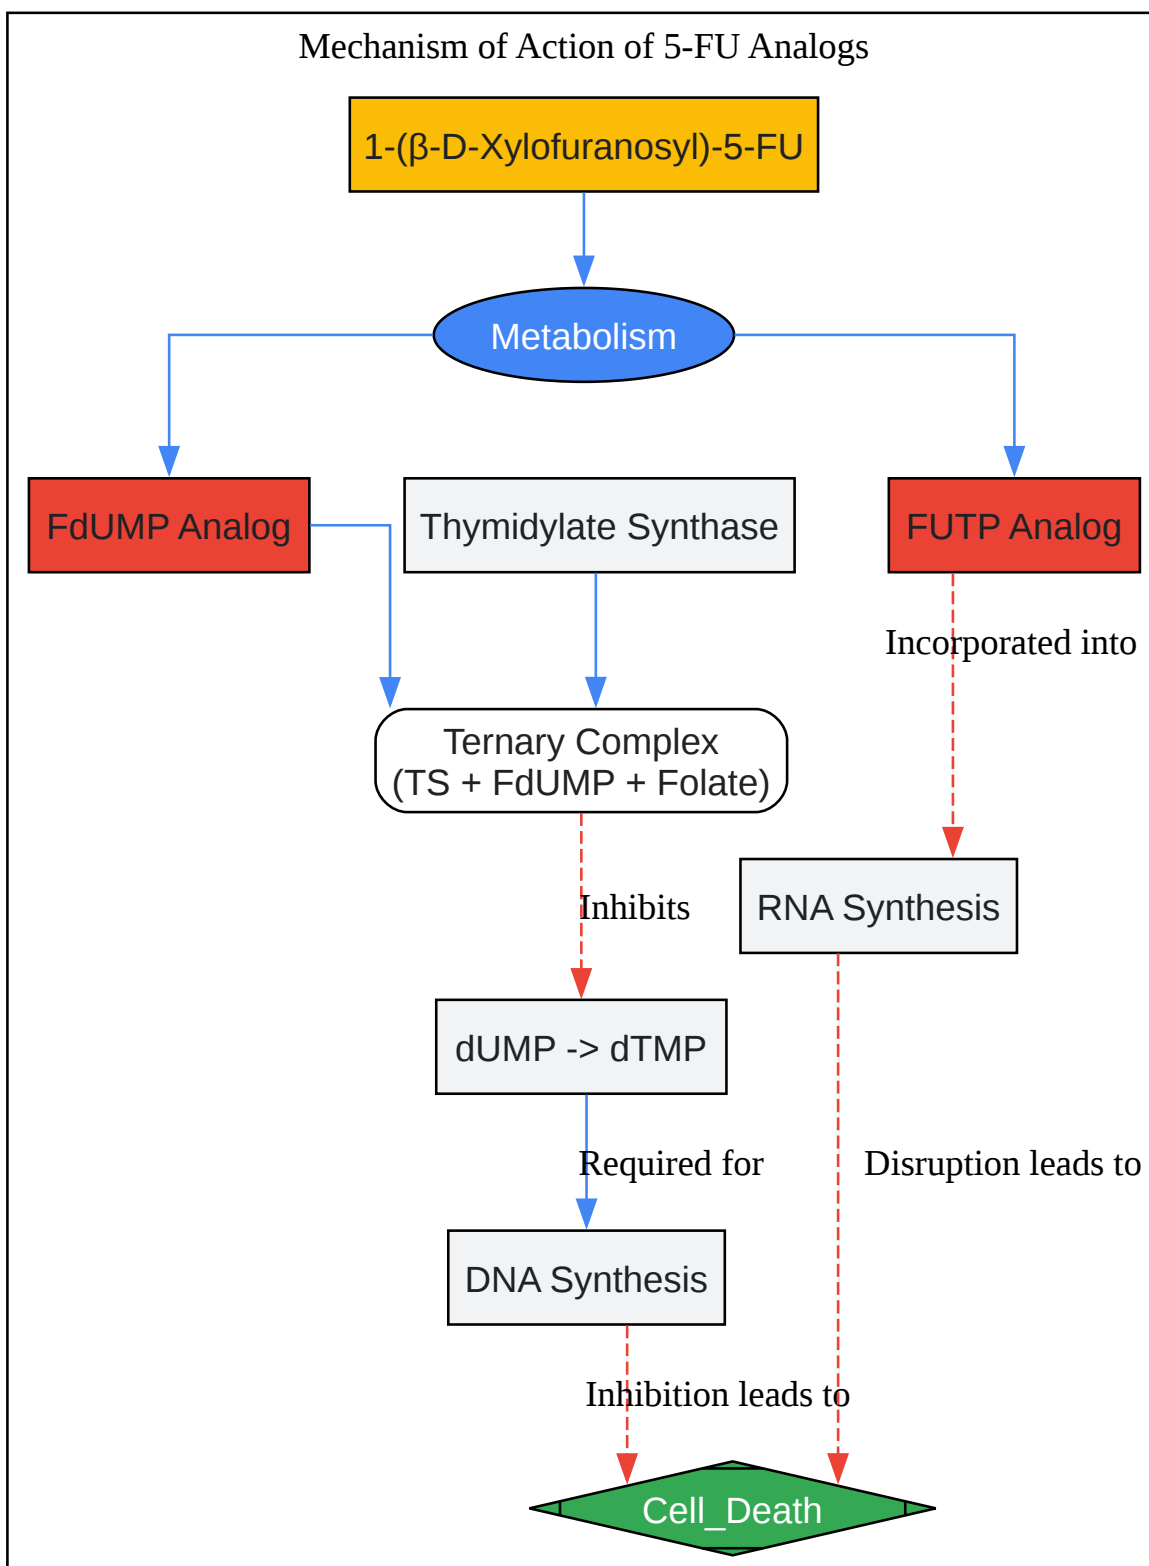 Mechanism of Action of 5-FU Analogs
1-(β-D-Xylofuranosyl)-5-FU
Metabolism
FdUMP Analog
Thymidylate Synthase
FUTP Analog
Incorporated into
Ternary Complex
(TS + FdUMP + Folate)
Inhibits
RNA Synthesis
dUMP -> dTMP
Required for
Disruption leads to
DNA Synthesis
Inhibition leads to
Cell_Death